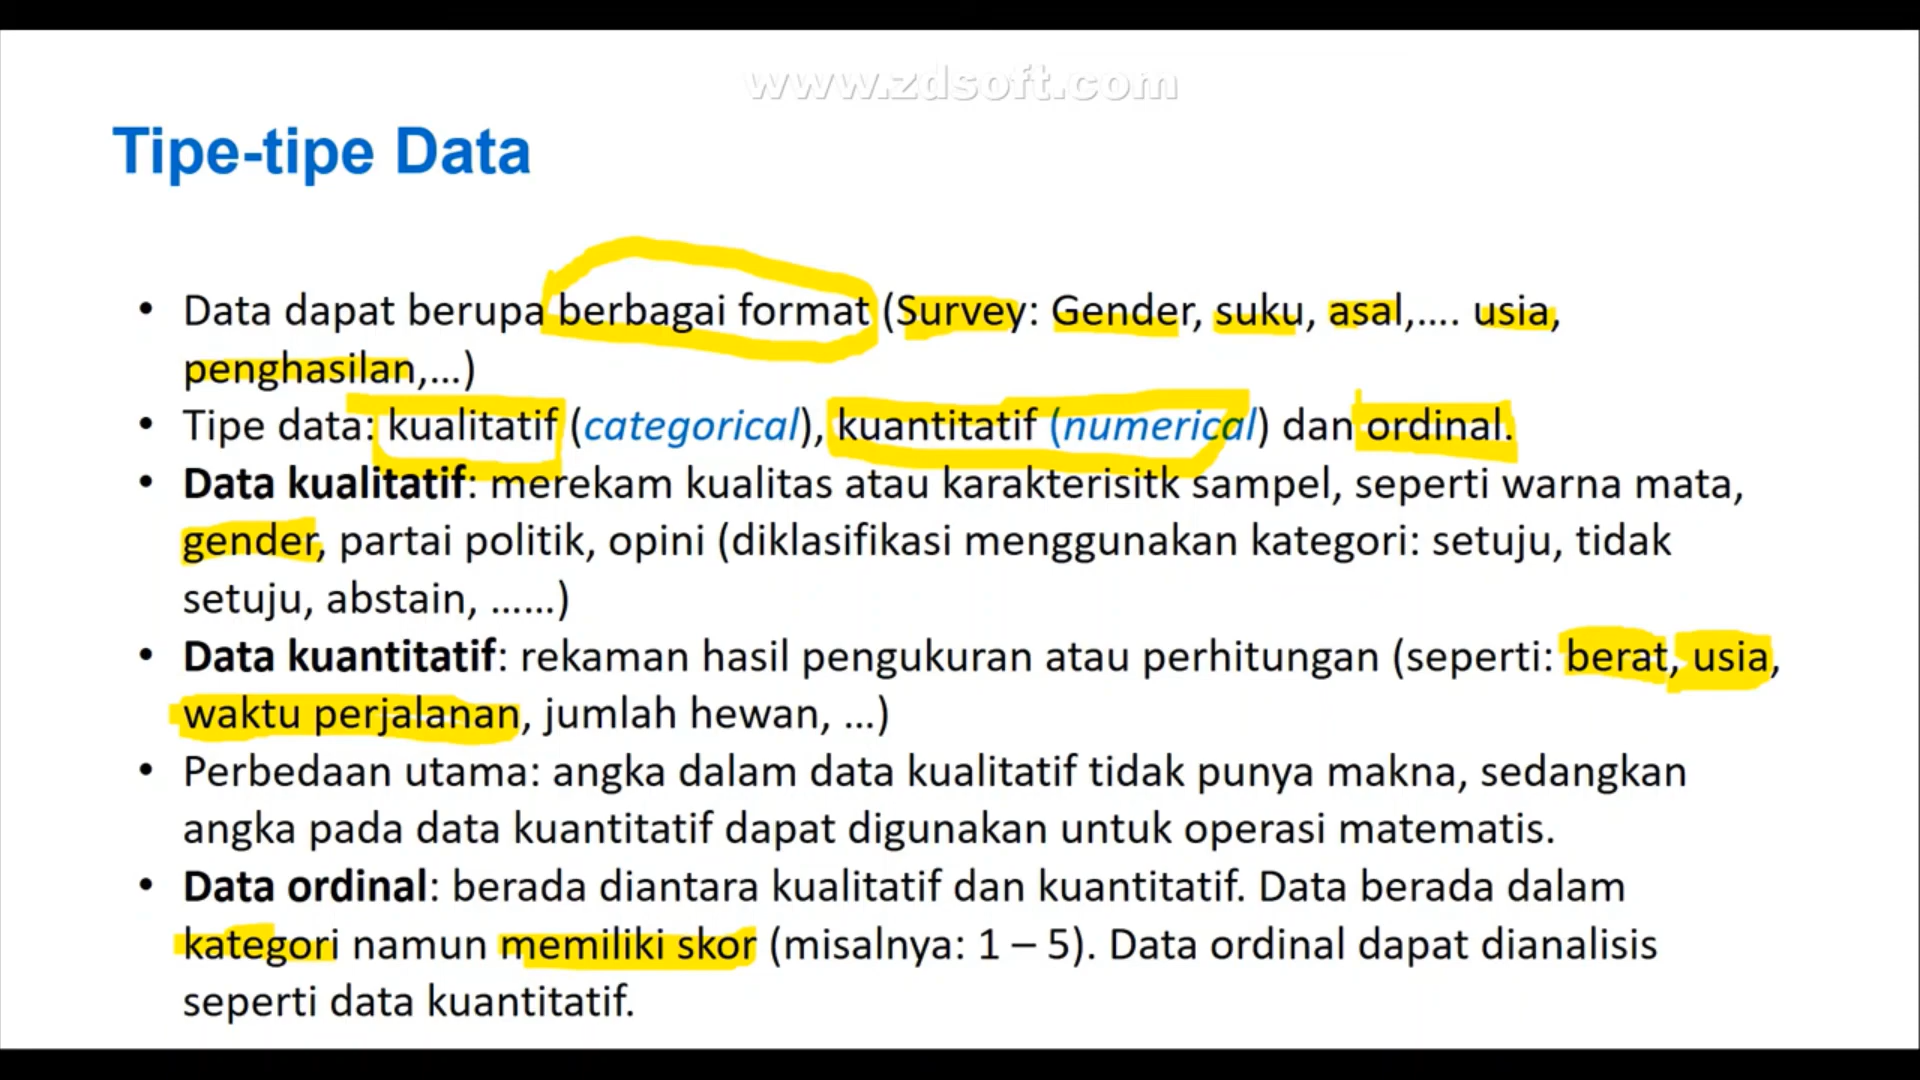 www.zdsoft.com
Tipe-tipe Data
• Data dapat berupa berbagai format (Survey: Gender, suku, asal,.... usia,
penghasilan,...)
• Tipe data: kualitatif (categorical), kuantitatif (numerical) dan ordinal.
• Data kualitatif: merekam kualitas atau karakterisitk sampel, seperti warna mata,
gender, partai politik, opini (diklasifikasi menggunakan kategori: setuju, tidak
setuju, abstain, ......)
• Data kuantitatif: rekaman hasil pengukuran atau perhitungan (seperti: berat, usia,
waktu perjalanan, jumlah hewan, ...)
• Perbedaan utama: angka dalam data kualitatif tidak punya makna, sedangkan
angka pada data kuantitatif dapat digunakan untuk operasi matematis.
• Data ordinal: berada diantara kualitatif dan kuantitatif. Data berada dalam
kategori namun memiliki skor (misalnya: 1 – 5). Data ordinal dapat dianalisis
seperti data kuantitatif.